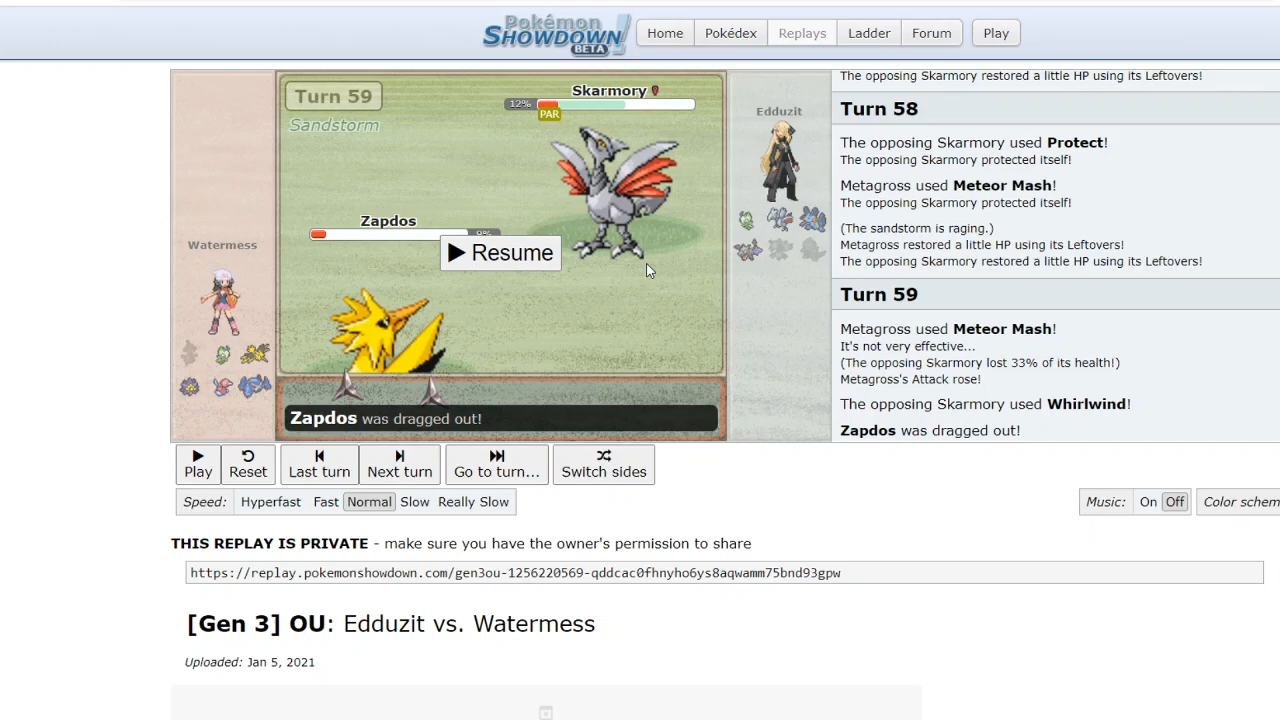 Pokémon
SHOWDOWN!
BETA
Home
Pokédex
Replays
Ladder
Forum
Play
Turn 59
Sandstorm
Skarmory
12%
PAR
Zapdos
9%
Resume
Zapdos was dragged out!
Watermess
Edduzit
The opposing Skarmory restored a little HP using its Leftovers!
Turn 58
The opposing Skarmory used Protect!
The opposing Skarmory protected itself!
Metagross used Meteor Mash!
The opposing Skarmory protected itself!
(The sandstorm is raging.)
Metagross restored a little HP using its Leftovers!
The opposing Skarmory restored a little HP using its Leftovers!
Turn 59
Metagross used Meteor Mash!
It's not very effective...
(The opposing Skarmory lost 33% of its health!)
Metagross's Attack rose!
The opposing Skarmory used Whirlwind!
Zapdos was dragged out!
Play
Reset
Last turn
Next turn
Go to turn...
Switch sides
Speed: Hyperfast Fast Normal Slow Really Slow
Music: On Off
Color schem
THIS REPLAY IS PRIVATE - make sure you have the owner's permission to share
https://replay.pokemonshowdown.com/gen3ou-1256220569-qddcac0fhnyho6ys8aqwamm75bnd93gpw
[Gen 3] OU: Edduzit vs. Watermess
Uploaded: Jan 5, 2021